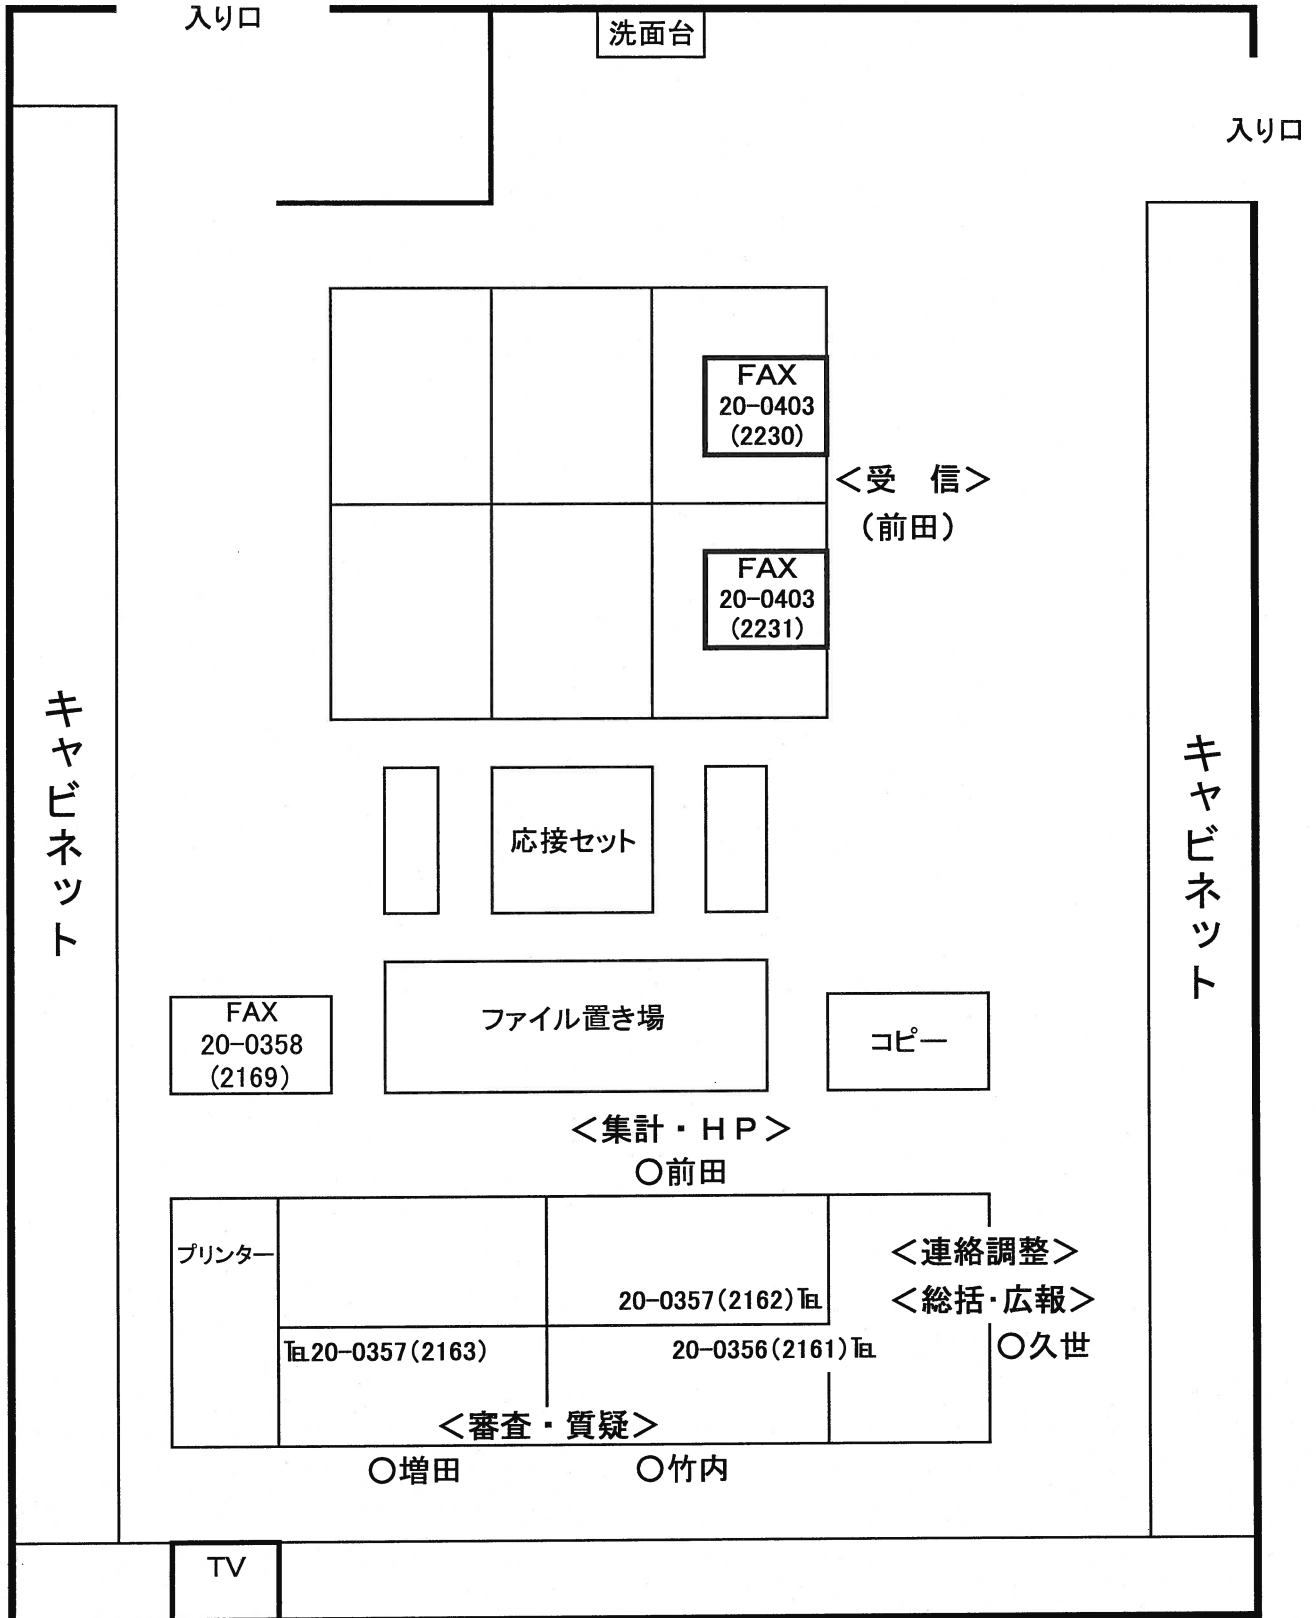 入り口
洗面台
入り口
FAX
20-0403
(2230)
＜受　信＞
(前田)
FAX
20-0403
(2231)
キャビネット
キャビネット
応接セット
FAX
20-0358
(2169)
ファイル置き場
コピー
＜集計・ＨＰ＞
○前田
プリンター
＜連絡調整＞
20-0357(2162)℡
＜総括・広報＞
℡20-0357(2163)
20-0356(2161)℡
○久世
＜審査・質疑＞
○増田
○竹内
TV